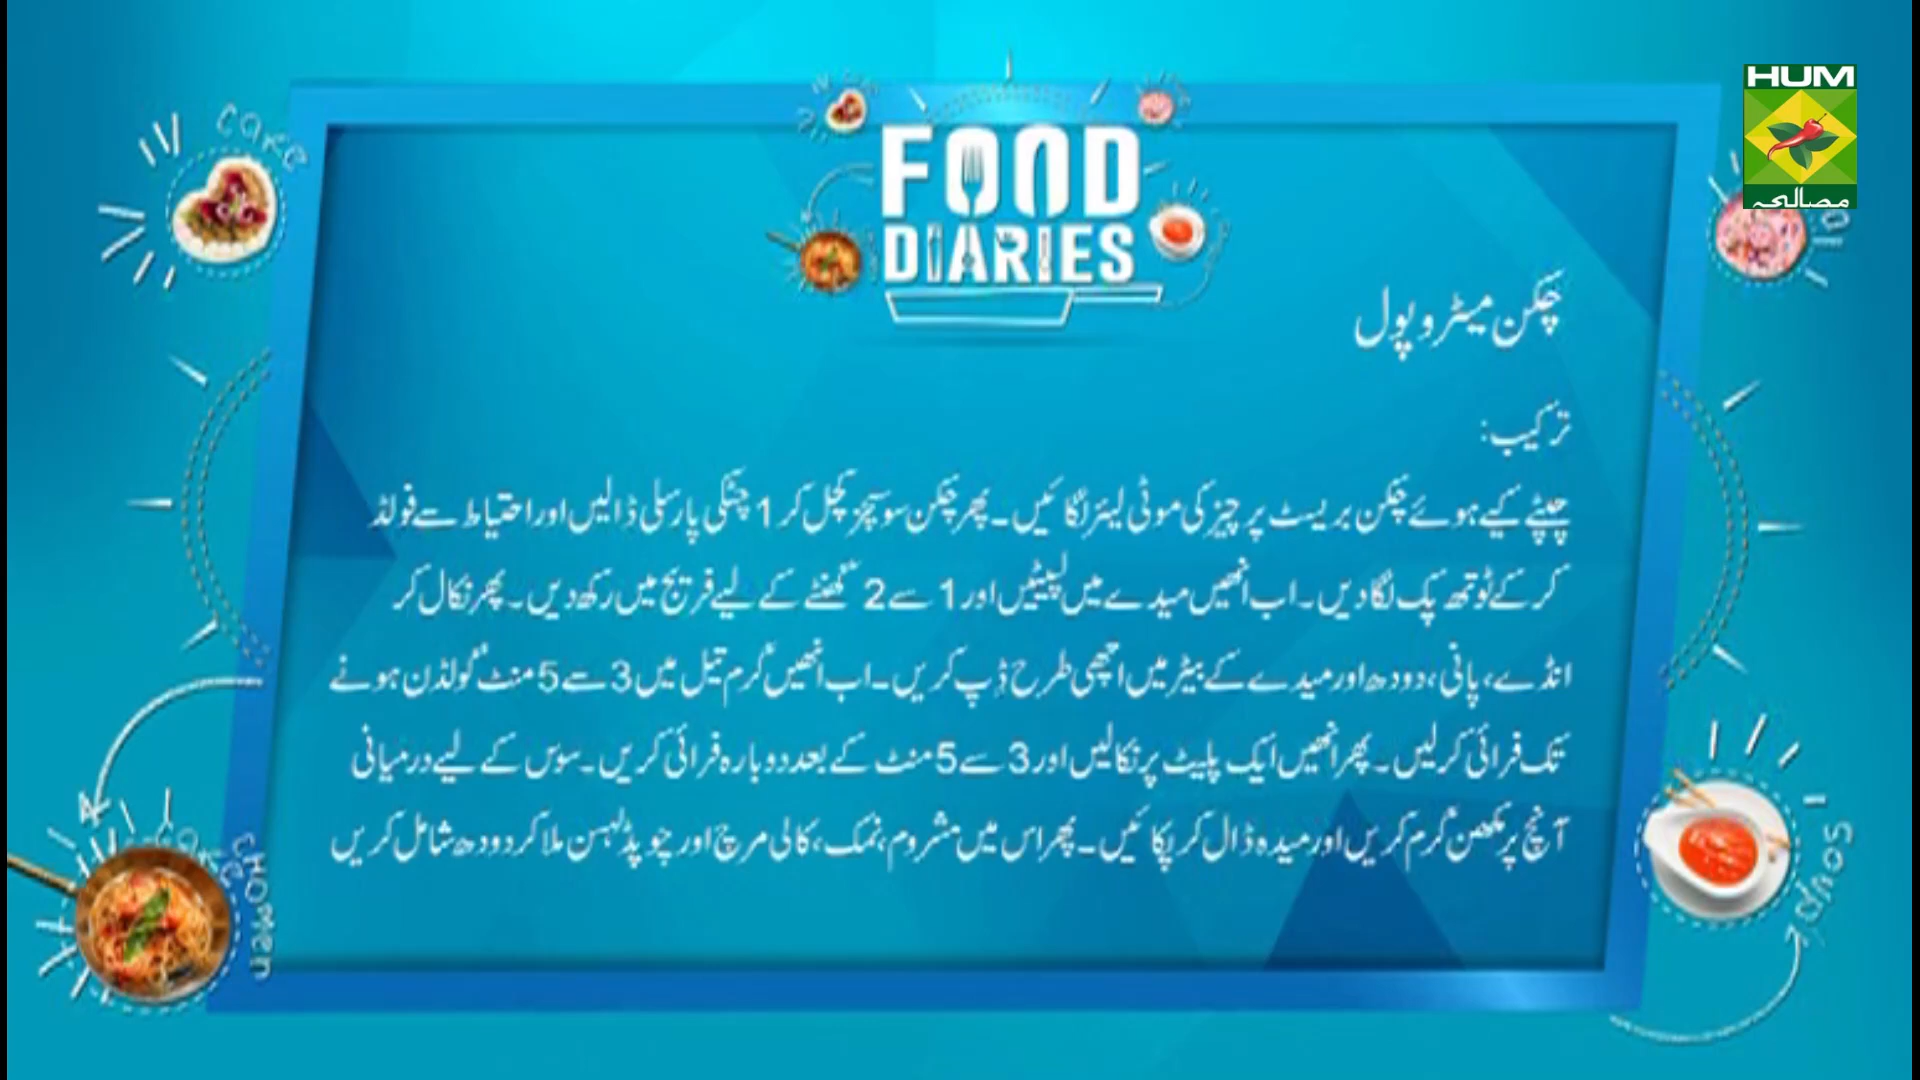 HUM
مصالحہ
FOOD
DIARIES
چکن میٹروپول
ترکیب:
چپٹے کیے ہوئے چکن بریسٹ پر چیز کی موٹی لیئر لگائیں۔ پھر چکن سوسیجز کچل کر 1 چٹکی پارسلی ڈالیں اور احتیاط سے فولڈ
کر کے ٹوتھ پک لگا دیں۔ اب انھیں میدے میں لپیٹیں اور 1 سے 2 گھنٹے کے لیے فریج میں رکھ دیں۔ پھر نکال کر
انڈے، پانی، دودھ اور میدے کے بیٹر میں اچھی طرح ڈِپ کریں۔ اب انھیں گرم تیل میں 3 سے 5 منٹ گولڈن ہونے
تک فرائی کر لیں۔ پھر انھیں ایک پلیٹ پر نکالیں اور 3 سے 5 منٹ کے بعد دوبارہ فرائی کریں۔ سوس کے لیے درمیانی
آنچ پر مکھن گرم کریں اور میدہ ڈال کر پکائیں۔ پھر اس میں مشروم، نمک، کالی مرچ اور چوپڈ لہسن ملا کر دودھ شامل کریں
cake
soup